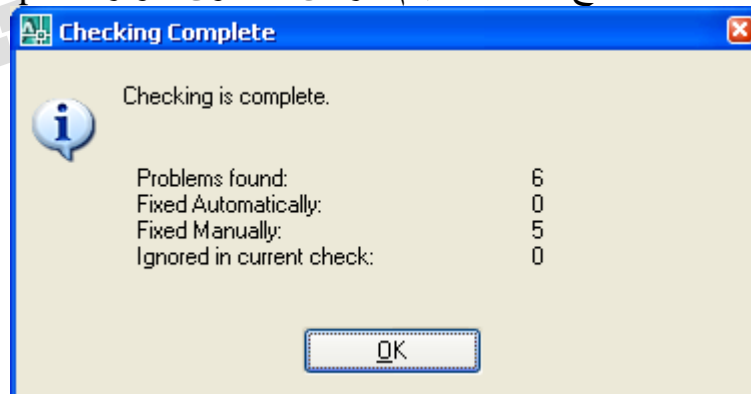 Checking Complete
Checking is complete.
Problems found: 6
Fixed Automatically: 0
Fixed Manually: 5
Ignored in current check: 0
OK